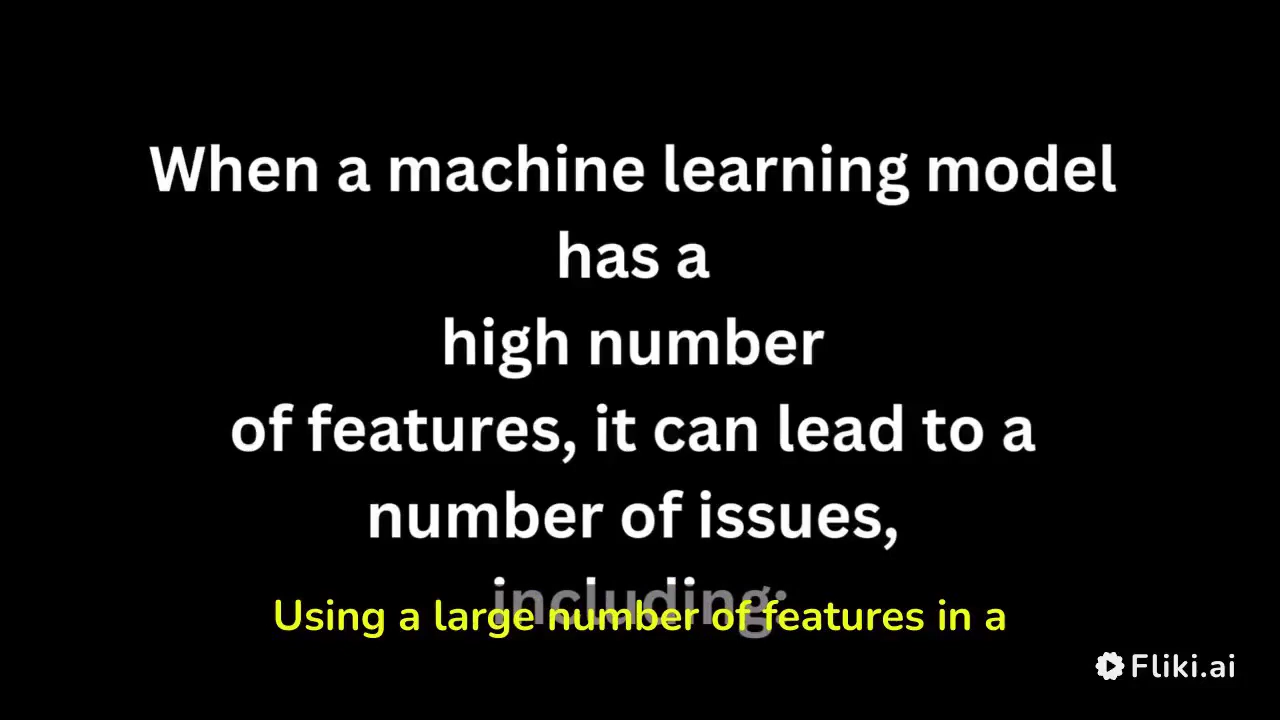 When a machine learning model
has a
high number
of features, it can lead to a
number of issues,
including:
Using a large number of features in a
Fliki.ai